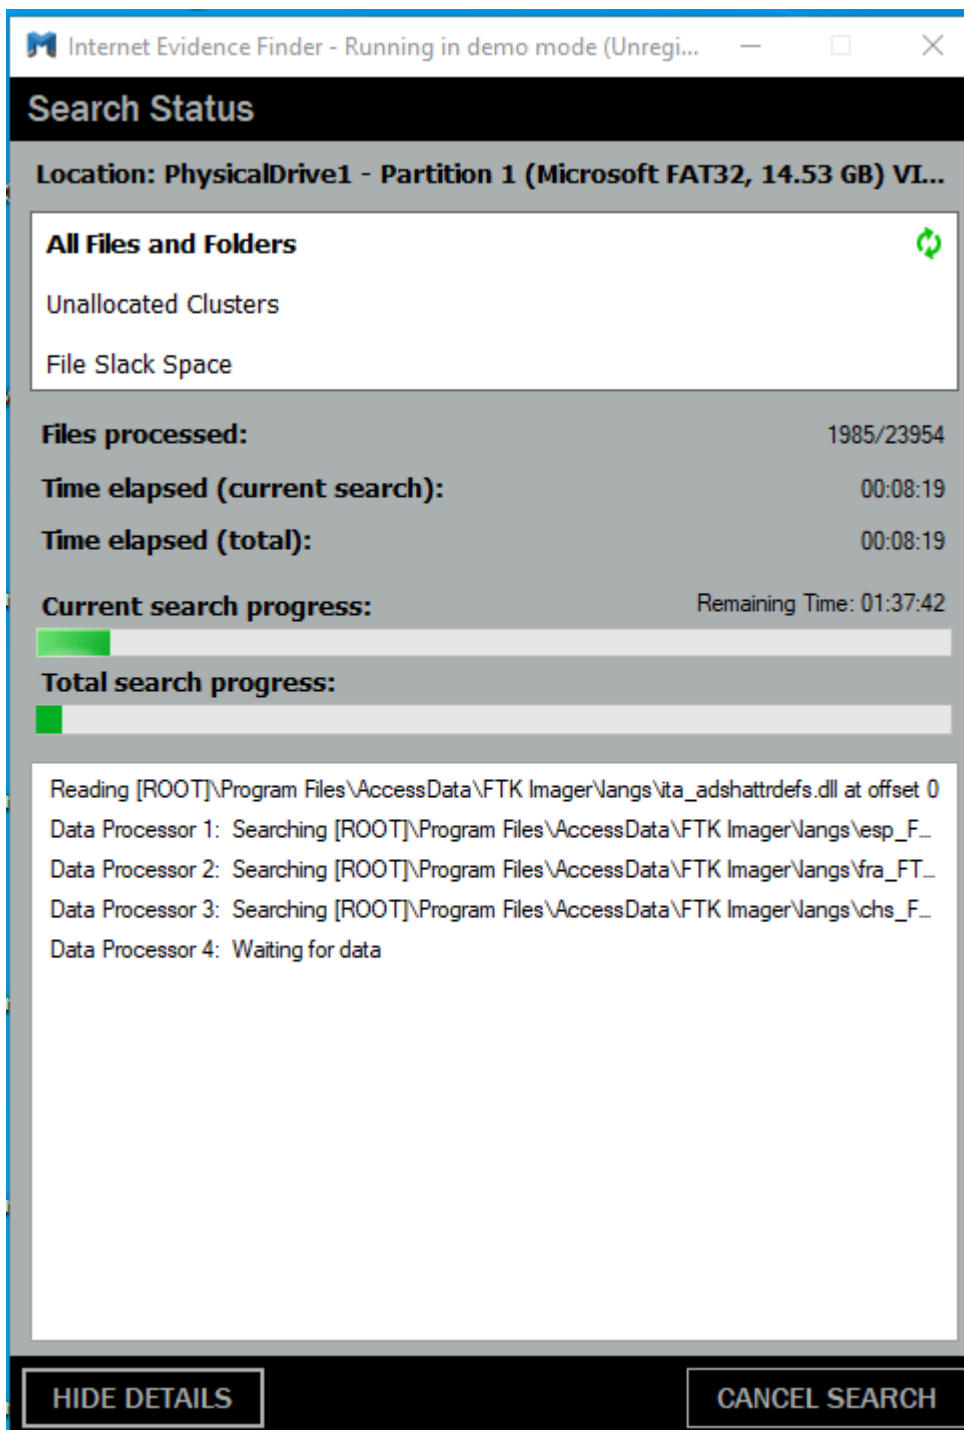 Internet Evidence Finder - Running in demo mode (Unregi...
Search Status
Location: PhysicalDrive1 - Partition 1 (Microsoft FAT32, 14.53 GB) VI...
All Files and Folders
Unallocated Clusters
File Slack Space
Files processed: 1985/23954
Time elapsed (current search): 00:08:19
Time elapsed (total): 00:08:19
Current search progress: Remaining Time: 01:37:42
Total search progress:
Reading [ROOT]\Program Files\AccessData\FTK Imager\langs\ita_adshattrdefs.dll at offset 0
Data Processor 1: Searching [ROOT]\Program Files\AccessData\FTK Imager\langs\esp_F...
Data Processor 2: Searching [ROOT]\Program Files\AccessData\FTK Imager\langs\fra_FT...
Data Processor 3: Searching [ROOT]\Program Files\AccessData\FTK Imager\langs\chs_F...
Data Processor 4: Waiting for data
HIDE DETAILS
CANCEL SEARCH